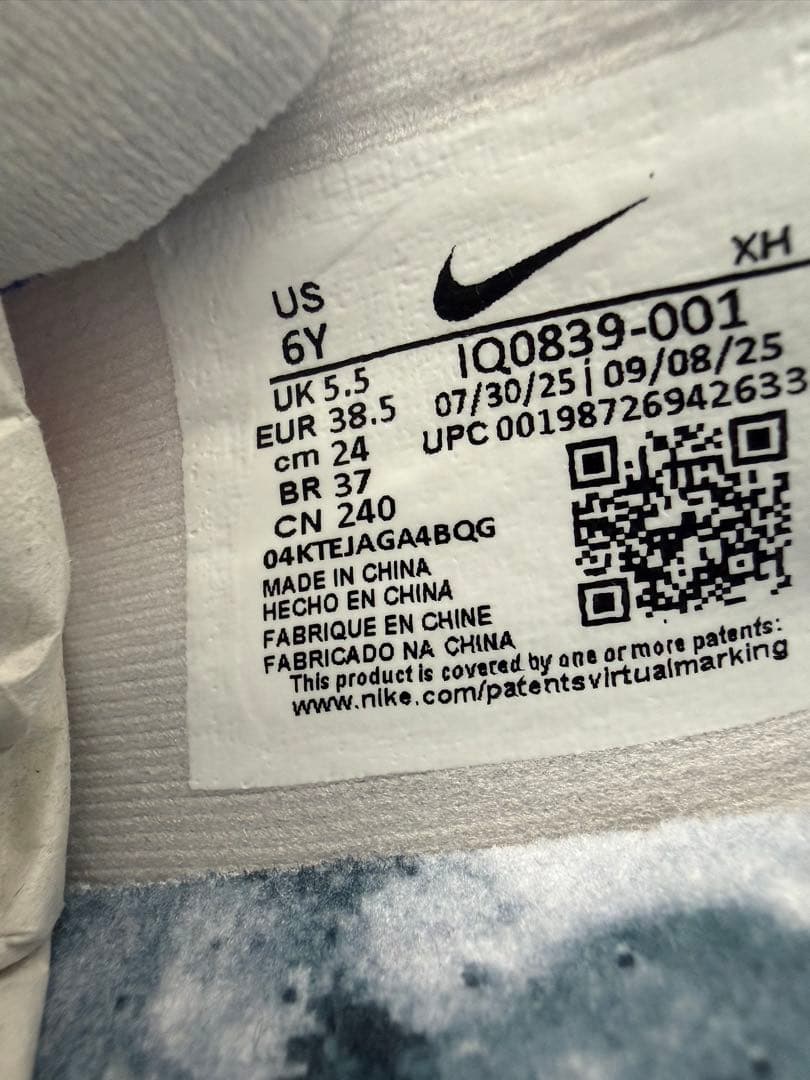 XH
US
6Y
IQ0839-001
UK 5.5
07/30/25 | 09/08/25
EUR 38.5
UPC 00198726942633
cm 24
BR 37
CN 240
04KTEJAGA4BQG
MADE IN CHINA
HECHO EN CHINA
FABRIQUE EN CHINE
FABRICADO NA CHINA
This product is covered by one or more patents:
www.nike.com/patentsvirtualmarking